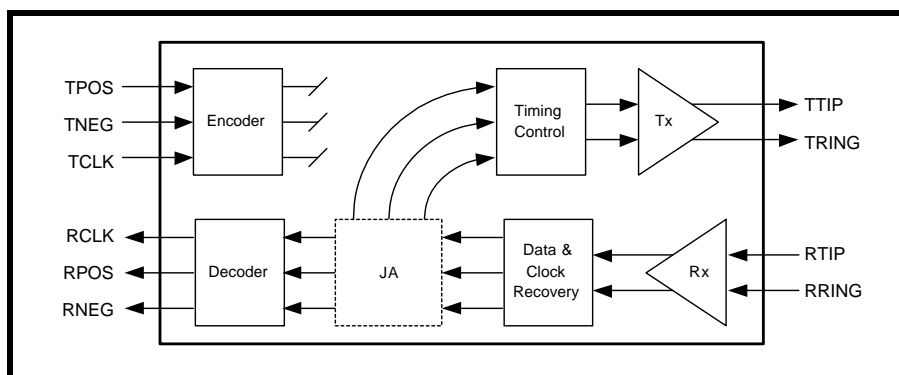 TPOS
TNEG
TCLK
Encoder
Timing
Control
Tx
TTIP
TRING
RCLK
RPOS
RNEG
Decoder
JA
Data &
Clock
Recovery
Rx
RTIP
RRING